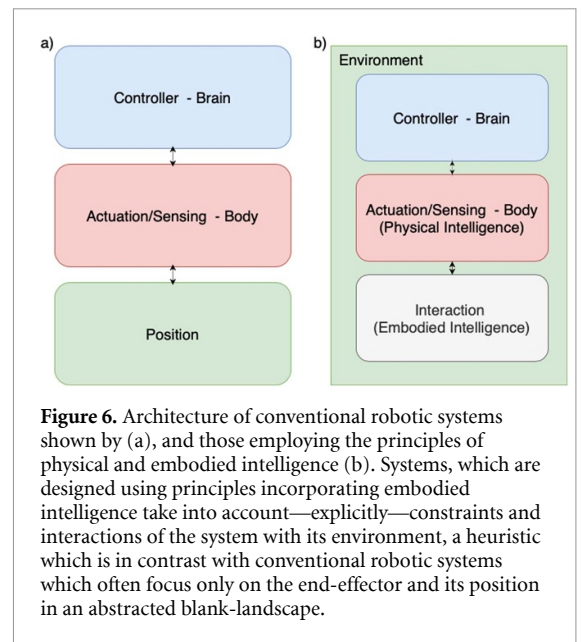 a)
Controller - Brain
Actuation/Sensing - Body
Position
b)
Environment
Controller - Brain
Actuation/Sensing - Body
(Physical Intelligence)
Interaction
(Embodied Intelligence)
Figure 6. Architecture of conventional robotic systems
shown by (a), and those employing the principles of
physical and embodied intelligence (b). Systems, which are
designed using principles incorporating embodied
intelligence take into account—explicitly—constraints and
interactions of the system with its environment, a heuristic
which is in contrast with conventional robotic systems
which often focus only on the end-effector and its position
in an abstracted blank-landscape.